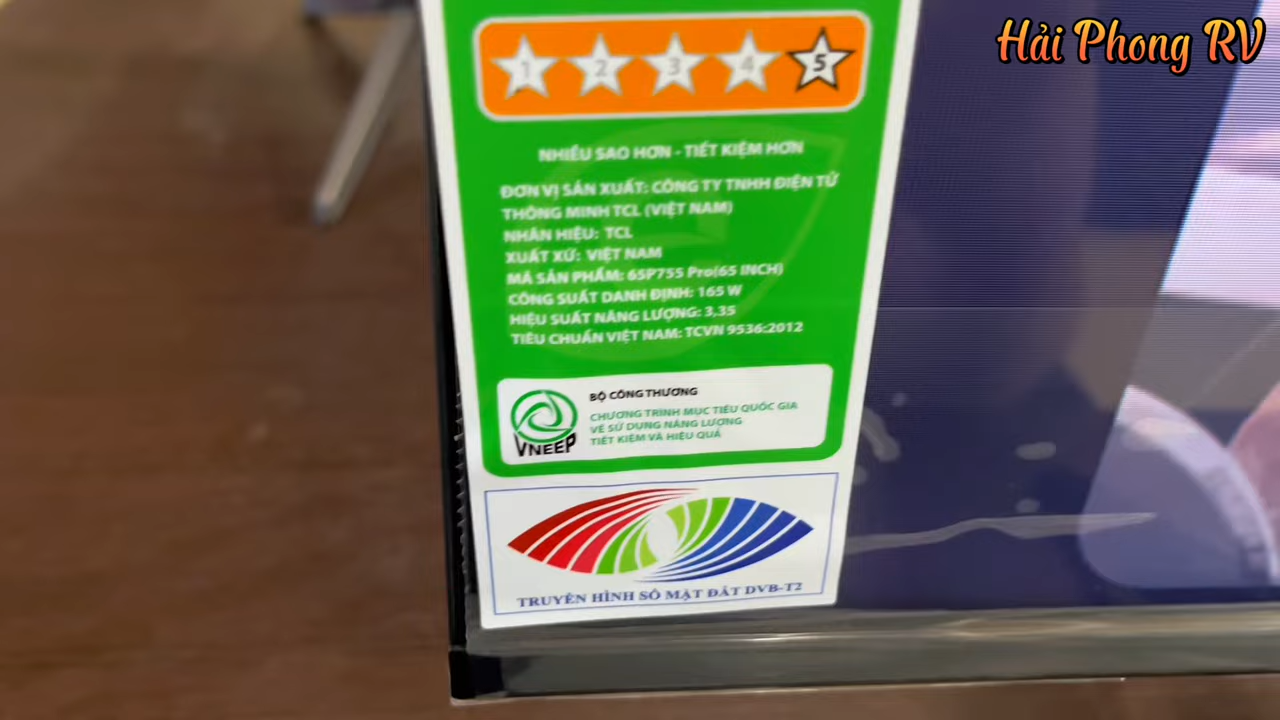 Hải Phong RV
1 2 3 4 5
NHIỀU SAO HƠN - TIẾT KIỆM HƠN
ĐƠN VỊ SẢN XUẤT: CÔNG TY TNHH ĐIỆN TỬ
THÔNG MINH TCL (VIỆT NAM)
NHÃN HIỆU: TCL
XUẤT XỨ: VIỆT NAM
MÃ SẢN PHẨM: 65P755 Pro(65 INCH)
CÔNG SUẤT DANH ĐỊNH: 165 W
HIỆU SUẤT NĂNG LƯỢNG: 3,35
TIÊU CHUẨN VIỆT NAM: TCVN 9536:2012
BỘ CÔNG THƯƠNG
CHƯƠNG TRÌNH MỤC TIÊU QUỐC GIA
VỀ SỬ DỤNG NĂNG LƯỢNG
TIẾT KIỆM VÀ HIỆU QUẢ
VNEEP
TRUYỀN HÌNH SỐ MẶT ĐẤT DVB-T2